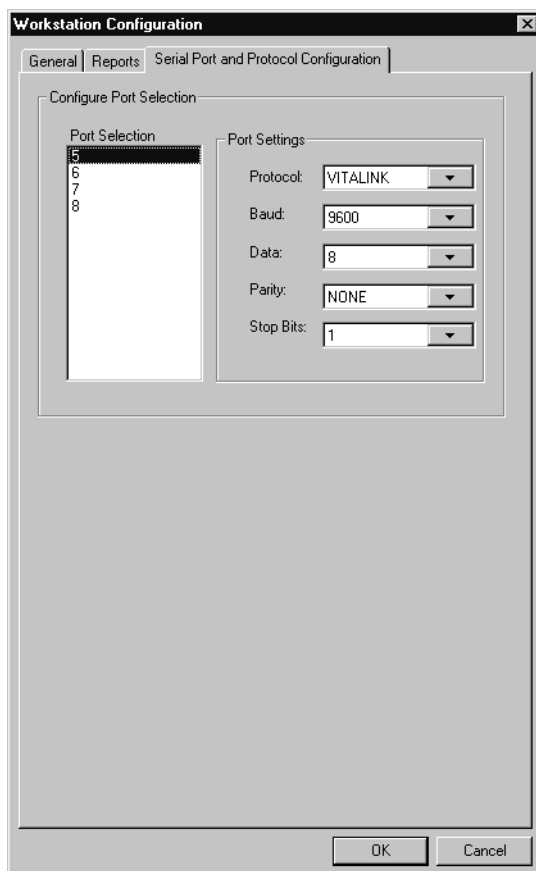 Workstation Configuration
General Reports Serial Port and Protocol Configuration
Configure Port Selection
Port Selection
5
6
7
8
Port Settings
Protocol: VITALINK
Baud: 9600
Data: 8
Parity: NONE
Stop Bits: 1
OK Cancel